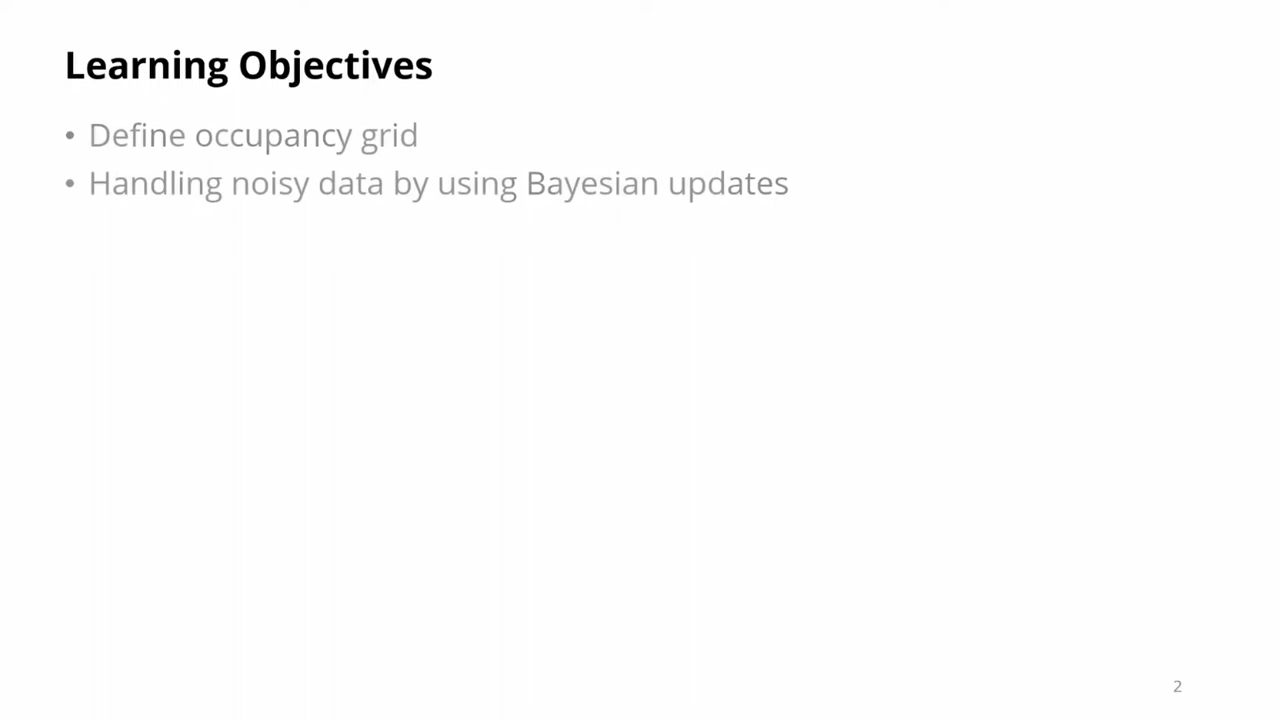 Learning Objectives
• Define occupancy grid
• Handling noisy data by using Bayesian updates
2